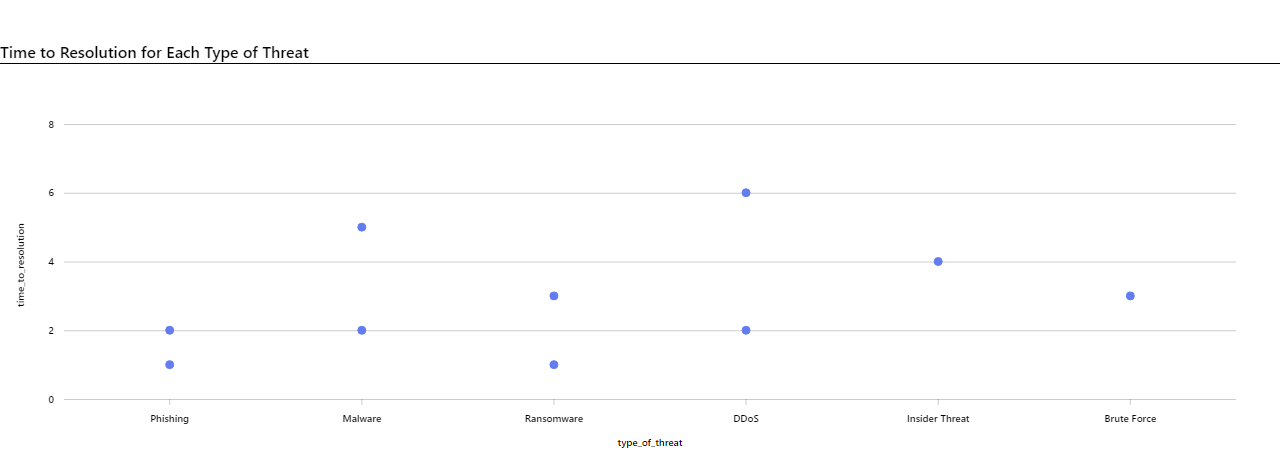 Time to Resolution for Each Type of Threat
8
6
4
2
0
time_to_resolution
Phishing Malware Ransomware DDoS Insider Threat Brute Force
type_of_threat